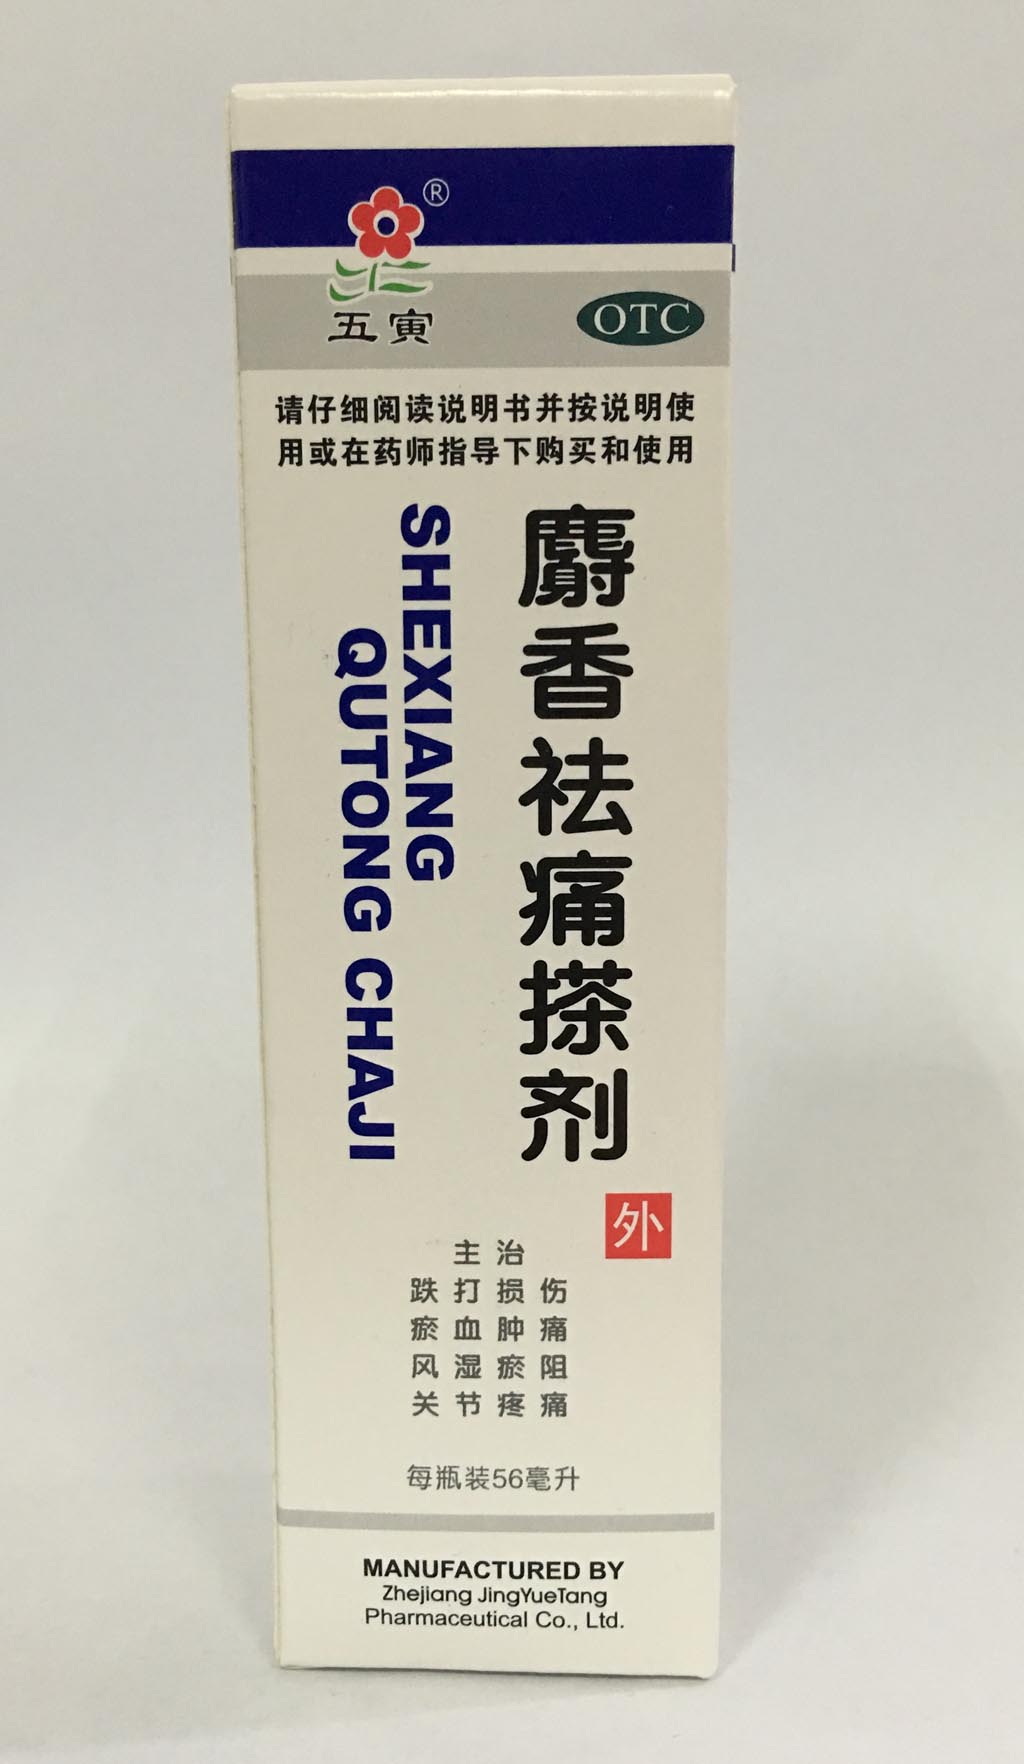 ®
五寅
OTC
请仔细阅读说明书并按说明使
用或在药师指导下购买和使用
麝香祛痛搽剂
SHEXIANG
QUTONG CHAJI
外
主治
跌打损伤
瘀血肿痛
风湿瘀阻
关节疼痛
每瓶装56毫升
MANUFACTURED BY
Zhejiang JingYueTang
Pharmaceutical Co., Ltd.